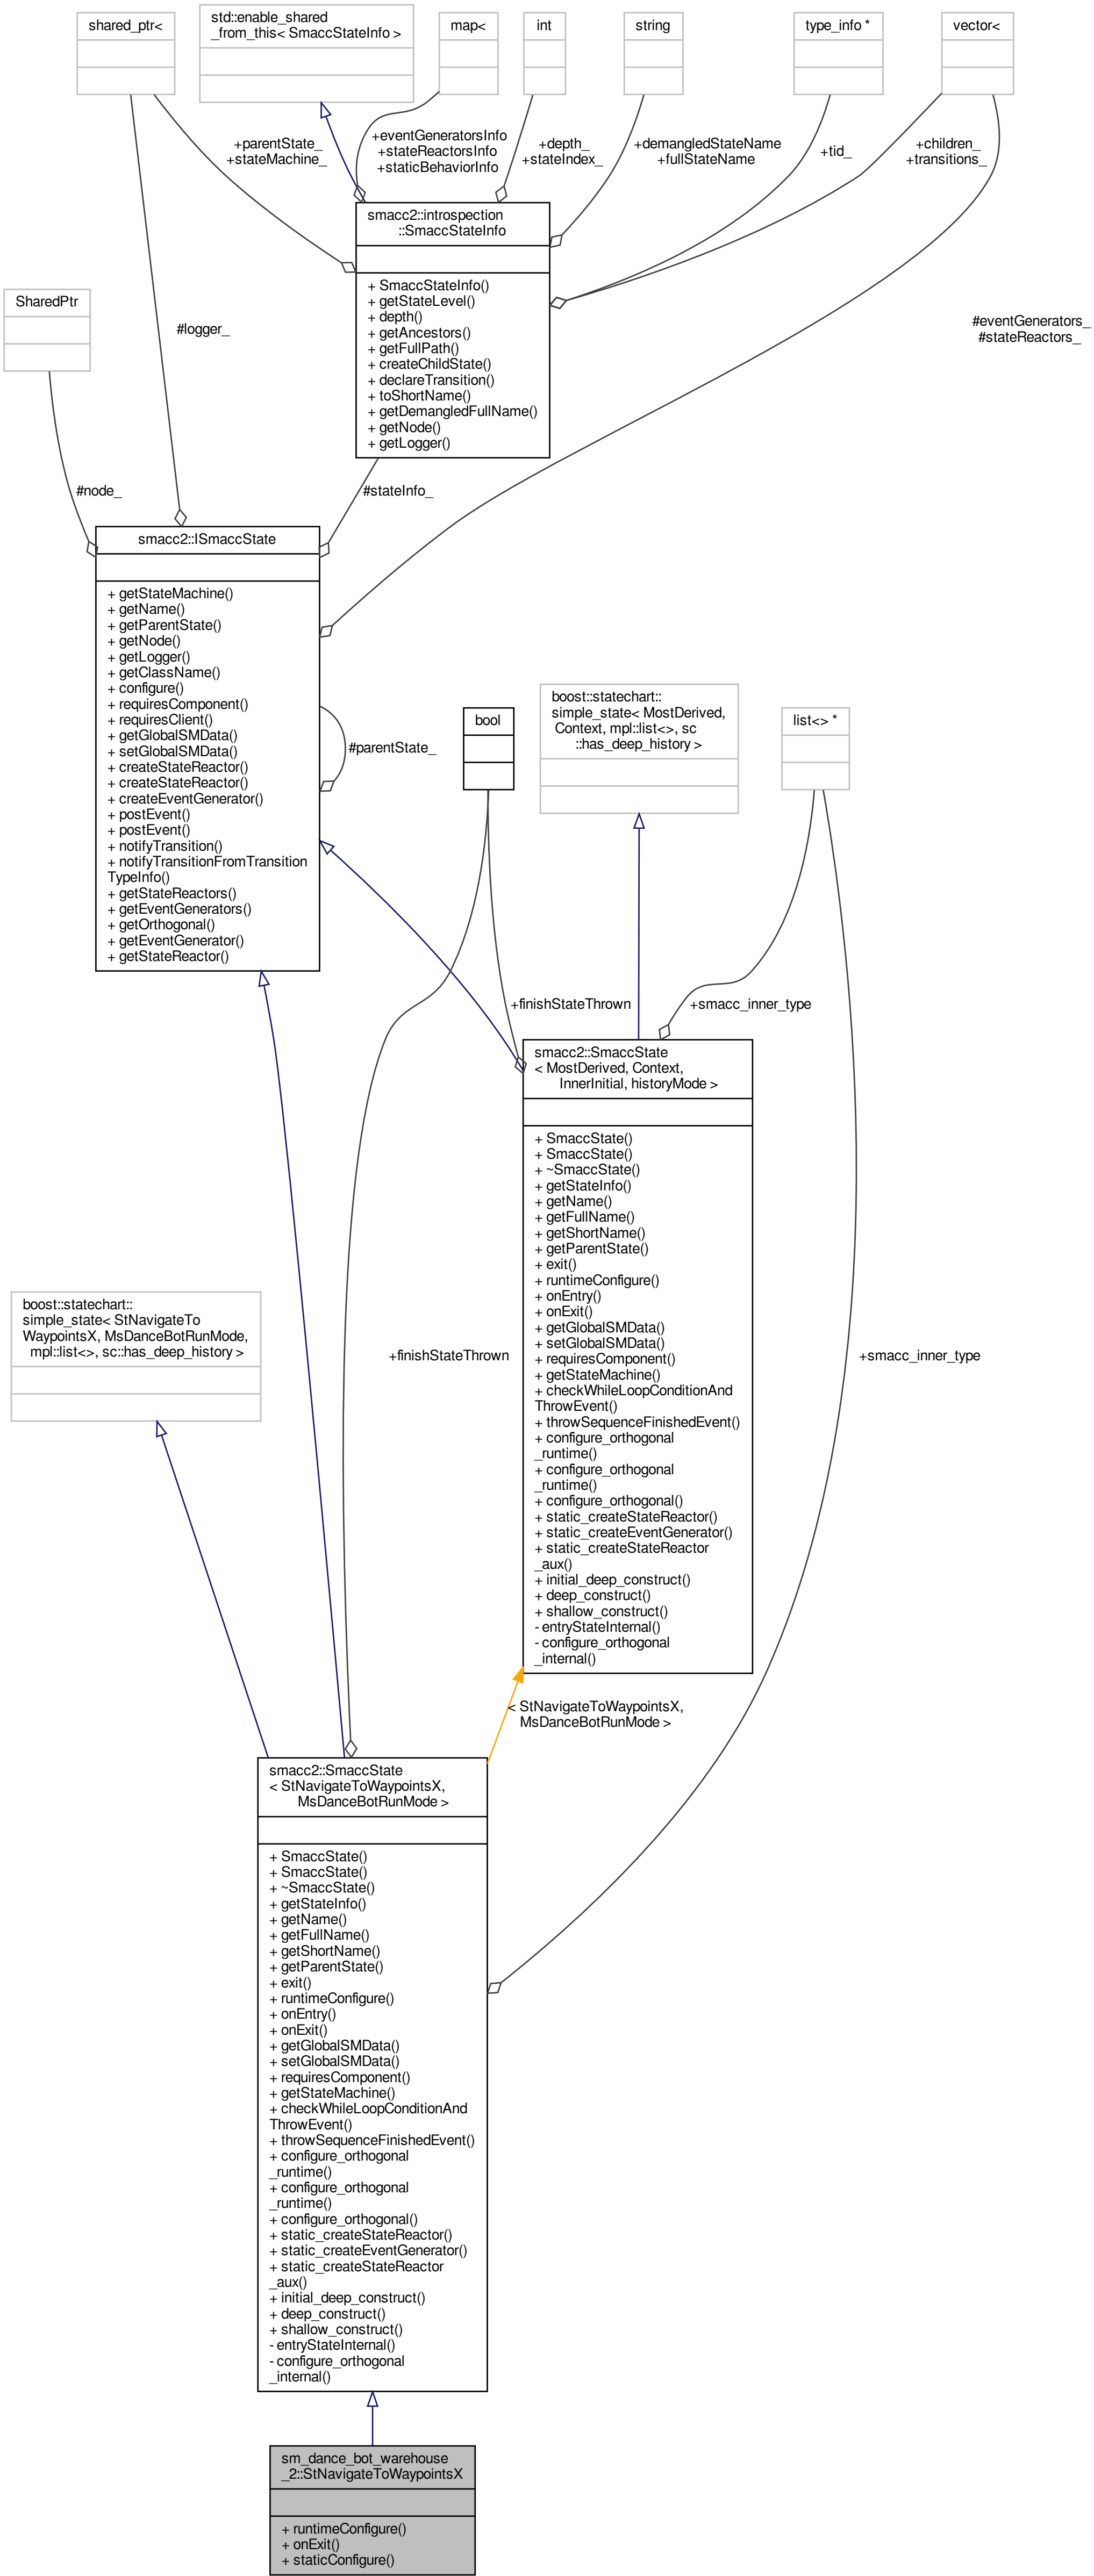 shared_ptr<
std::enable_shared
_from_this< SmaccStateInfo >
map<
int
string
type_info *
vector<
+parentState_
+stateMachine_
+eventGeneratorsInfo
+stateReactorsInfo
+staticBehaviorInfo
+depth_
+stateIndex_
+demangledStateName
+fullStateName
+tid_
+children_
+transitions_
smacc2::introspection
::SmaccStateInfo
+ SmaccStateInfo()
+ getStateLevel()
+ depth()
+ getAncestors()
+ getFullPath()
+ createChildState()
+ declareTransition()
+ toShortName()
+ getDemangledFullName()
+ getNode()
+ getLogger()
SharedPtr
#logger_
#eventGenerators_
#stateReactors_
#node_
#stateInfo_
smacc2::ISmaccState
+ getStateMachine()
+ getName()
+ getParentState()
+ getNode()
+ getLogger()
+ getClassName()
+ configure()
+ requiresComponent()
+ requiresClient()
+ getGlobalSMData()
+ setGlobalSMData()
+ createStateReactor()
+ createStateReactor()
+ createEventGenerator()
+ postEvent()
+ postEvent()
+ notifyTransition()
+ notifyTransitionFromTransition
TypeInfo()
+ getStateReactors()
+ getEventGenerators()
+ getOrthogonal()
+ getEventGenerator()
+ getStateReactor()
#parentState_
bool
boost::statechart::
simple_state< MostDerived,
Context, mpl::list<>, sc
::has_deep_history >
list<> *
+finishStateThrown
+smacc_inner_type
smacc2::SmaccState
< MostDerived, Context,
InnerInitial, historyMode >
+ SmaccState()
+ SmaccState()
+ ~SmaccState()
+ getStateInfo()
+ getName()
+ getFullName()
+ getShortName()
+ getParentState()
+ exit()
+ runtimeConfigure()
+ onEntry()
+ onExit()
+ getGlobalSMData()
+ setGlobalSMData()
+ requiresComponent()
+ getStateMachine()
+ checkWhileLoopConditionAnd
ThrowEvent()
+ throwSequenceFinishedEvent()
+ configure_orthogonal
_runtime()
+ configure_orthogonal
_runtime()
+ configure_orthogonal()
+ static_createStateReactor()
+ static_createEventGenerator()
+ static_createStateReactor
_aux()
+ initial_deep_construct()
+ deep_construct()
+ shallow_construct()
- entryStateInternal()
- configure_orthogonal
_internal()
boost::statechart::
simple_state< StNavigateTo
WaypointsX, MsDanceBotRunMode,
mpl::list<>, sc::has_deep_history >
+finishStateThrown
+smacc_inner_type
< StNavigateToWaypointsX,
MsDanceBotRunMode >
smacc2::SmaccState
< StNavigateToWaypointsX,
MsDanceBotRunMode >
+ SmaccState()
+ SmaccState()
+ ~SmaccState()
+ getStateInfo()
+ getName()
+ getFullName()
+ getShortName()
+ getParentState()
+ exit()
+ runtimeConfigure()
+ onEntry()
+ onExit()
+ getGlobalSMData()
+ setGlobalSMData()
+ requiresComponent()
+ getStateMachine()
+ checkWhileLoopConditionAnd
ThrowEvent()
+ throwSequenceFinishedEvent()
+ configure_orthogonal
_runtime()
+ configure_orthogonal
_runtime()
+ configure_orthogonal()
+ static_createStateReactor()
+ static_createEventGenerator()
+ static_createStateReactor
_aux()
+ initial_deep_construct()
+ deep_construct()
+ shallow_construct()
- entryStateInternal()
- configure_orthogonal
_internal()
sm_dance_bot_warehouse
_2::StNavigateToWaypointsX
+ runtimeConfigure()
+ onExit()
+ staticConfigure()